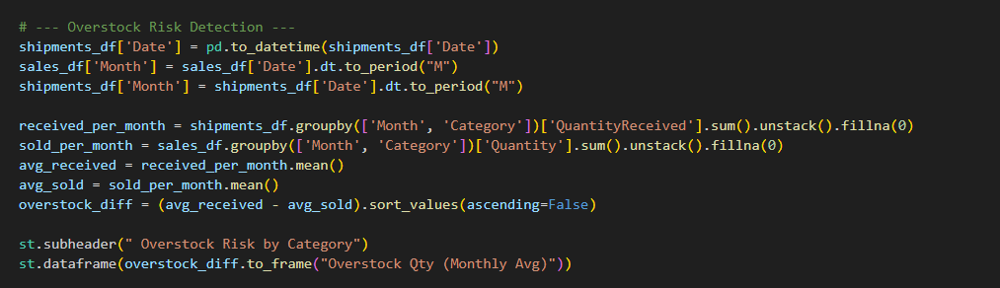 # --- Overstock Risk Detection ---
shipments_df['Date'] = pd.to_datetime(shipments_df['Date'])
sales_df['Month'] = sales_df['Date'].dt.to_period("M")
shipments_df['Month'] = shipments_df['Date'].dt.to_period("M")
received_per_month = shipments_df.groupby(['Month', 'Category'])['QuantityReceived'].sum().unstack().fillna(0)
sold_per_month = sales_df.groupby(['Month', 'Category'])['Quantity'].sum().unstack().fillna(0)
avg_received = received_per_month.mean()
avg_sold = sold_per_month.mean()
overstock_diff = (avg_received - avg_sold).sort_values(ascending=False)
st.subheader(" Overstock Risk by Category")
st.dataframe(overstock_diff.to_frame("Overstock Qty (Monthly Avg)"))